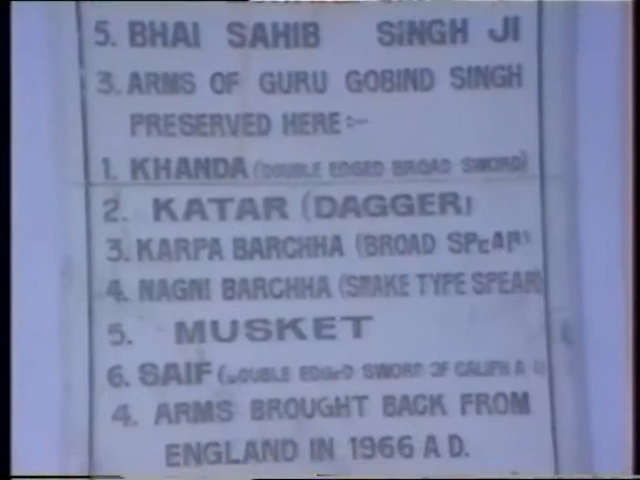 5. BHAI SAHIB SINGH JI
3. ARMS OF GURU GOBIND SINGH
PRESERVED HERE :-
1. KHANDA (DOUBLE EDGED BROAD SWORD)
2. KATAR (DAGGER)
3. KARPA BARCHHA (BROAD SPEAR)
4. NAGNI BARCHHA (SNAKE TYPE SPEAR)
5. MUSKET
6. SAIF (DOUBLE EDGED SWORD OF
4. ARMS BROUGHT BACK FROM
ENGLAND IN 1966 A D.